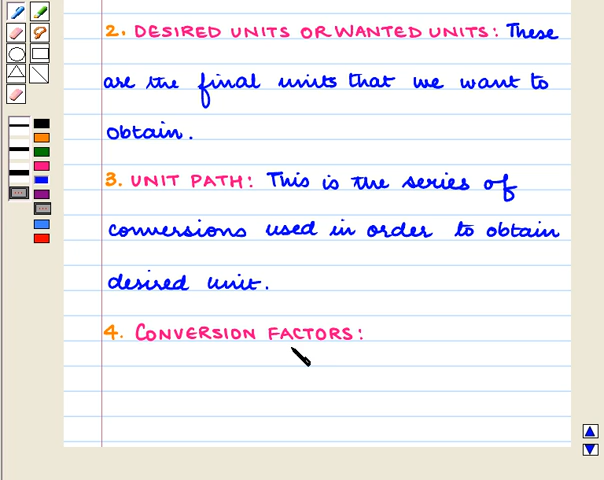 2. DESIRED UNITS OR WANTED UNITS: These
are the final units that we want to
obtain.
3. UNIT PATH: This is the series of
conversions used in order to obtain
desired unit.
4. CONVERSION FACTORS: